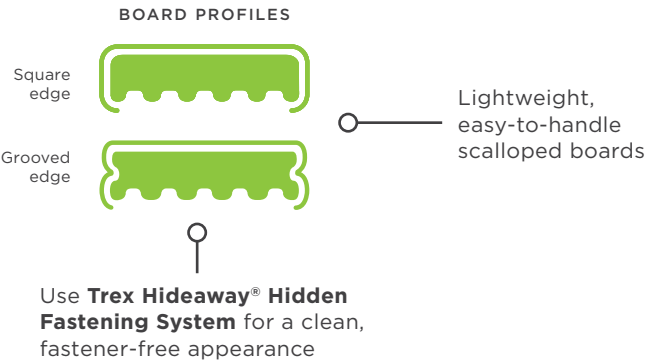 BOARD PROFILES
Square
edge
Lightweight,
easy-to-handle
scalloped boards
Grooved
edge
Use Trex Hideaway® Hidden
Fastening System for a clean,
fastener-free appearance